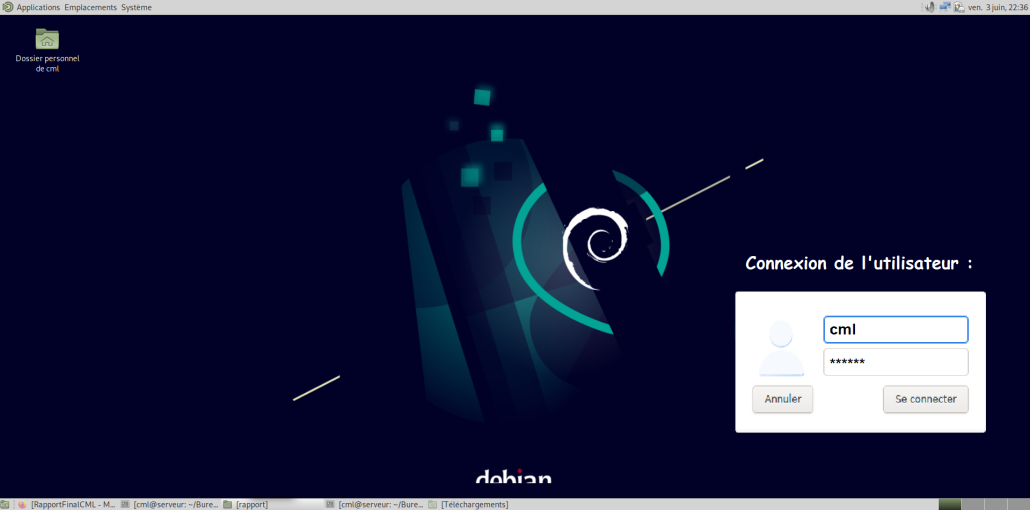 Applications Emplacements Système
ven. 3 juin, 22:36
Dossier personnel
de cml
Connexion de l'utilisateur :
cml
******
Annuler
Se connecter
debian
[RapportFinalCML - M... [cml@serveur: ~/Bure... [rapport] [cml@serveur: ~/Bure... [Téléchargements]